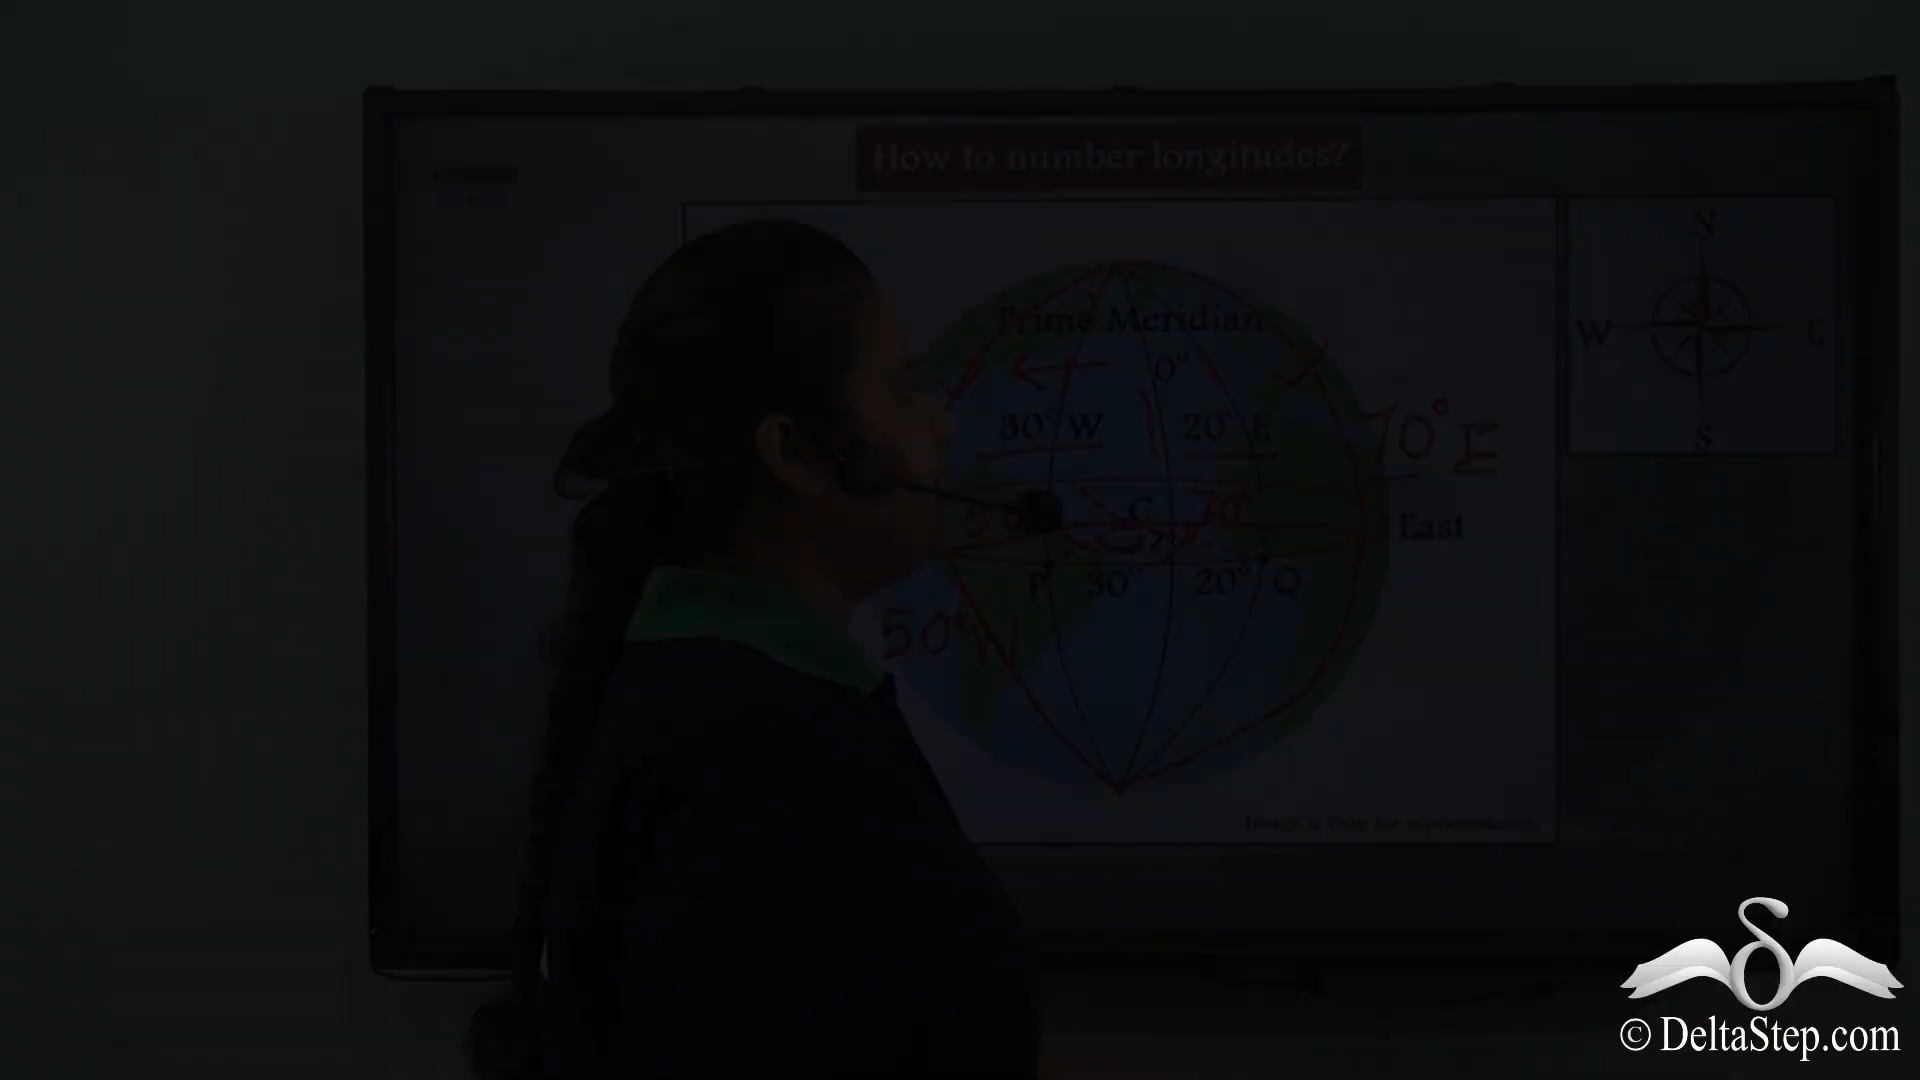 How to number longitudes?
N
W
E
S
Prime Meridian
0°
30° W
20° E
70° E
C
East
P
30°
20°
Q
50° W
© DeltaStep.com